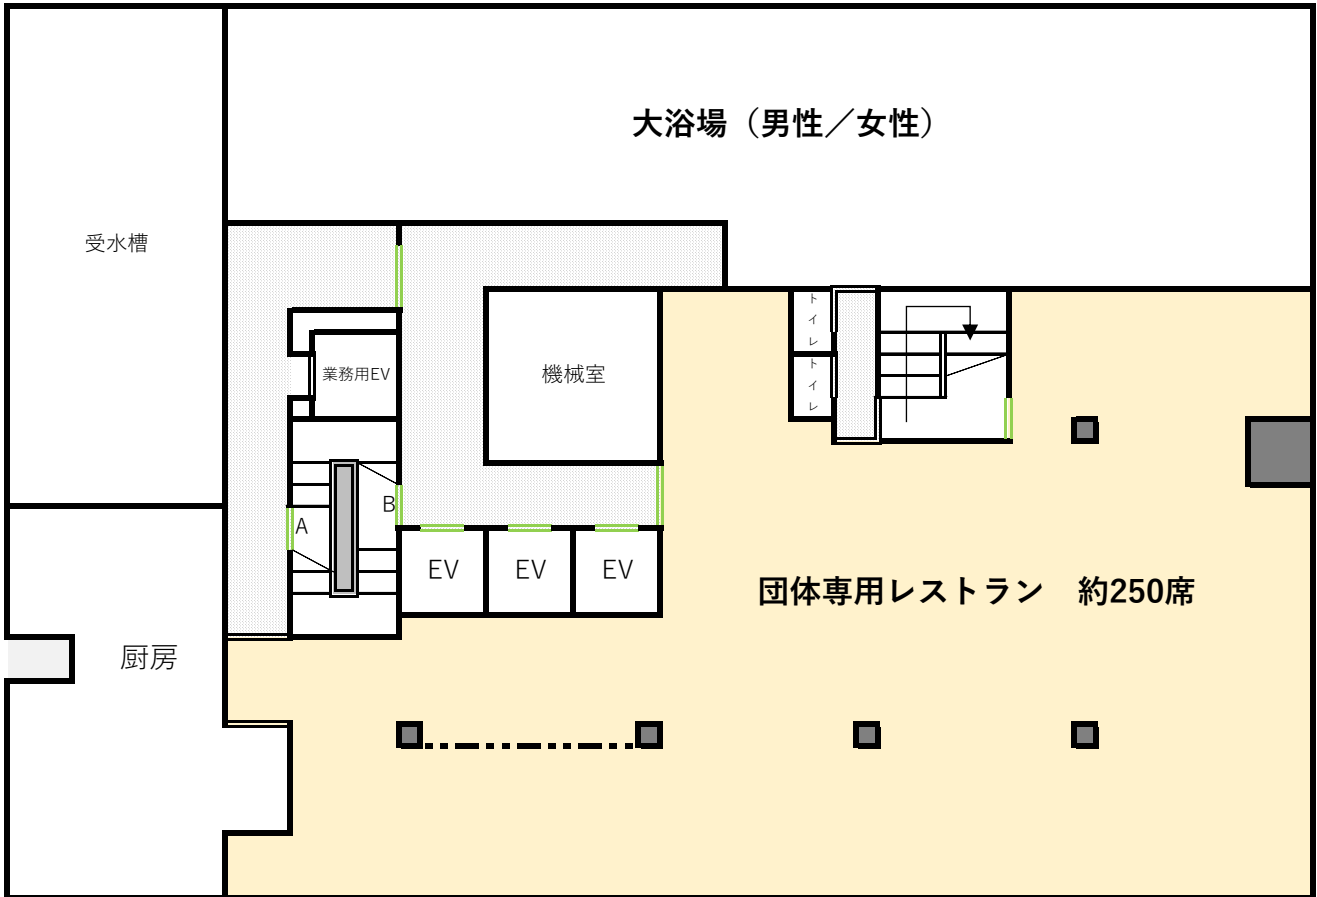 大浴場（男性／女性）
受水槽
トイレ
機械室
業務用EV
トイレ
B
A
EV
EV
EV
団体専用レストラン　約250席
厨房